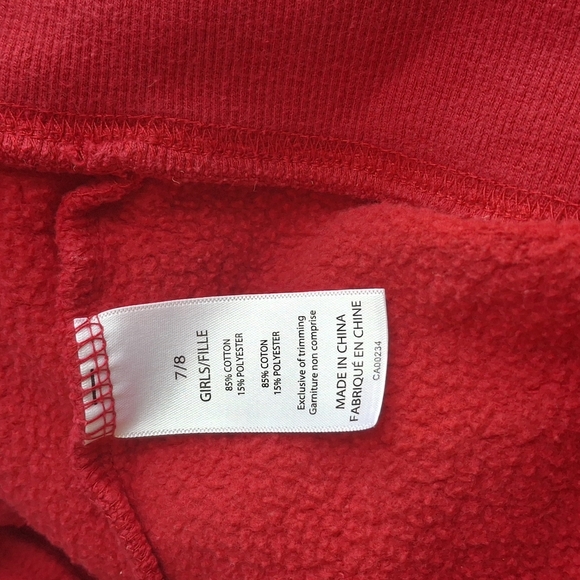 7/8
GIRLS/FILLE
85% COTTON
15% POLYESTER
85% COTON
15% POLYESTER
Exclusive of trimming
Garniture non comprise
MADE IN CHINA
FABRIQUÉ EN CHINE
CA00234